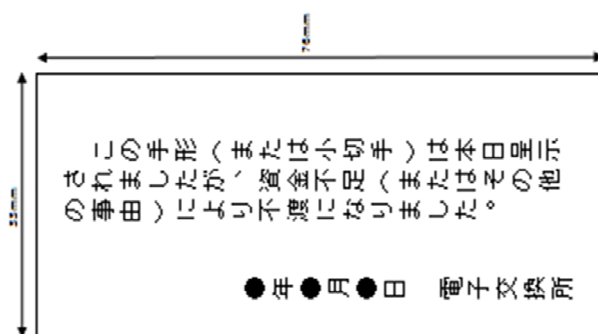 76mm
35mm
この手形(または小切手)は本日呈示
されましたが、資金不足(またはその他
の事由)により不渡になりました。
●年●月●日 電子交換所